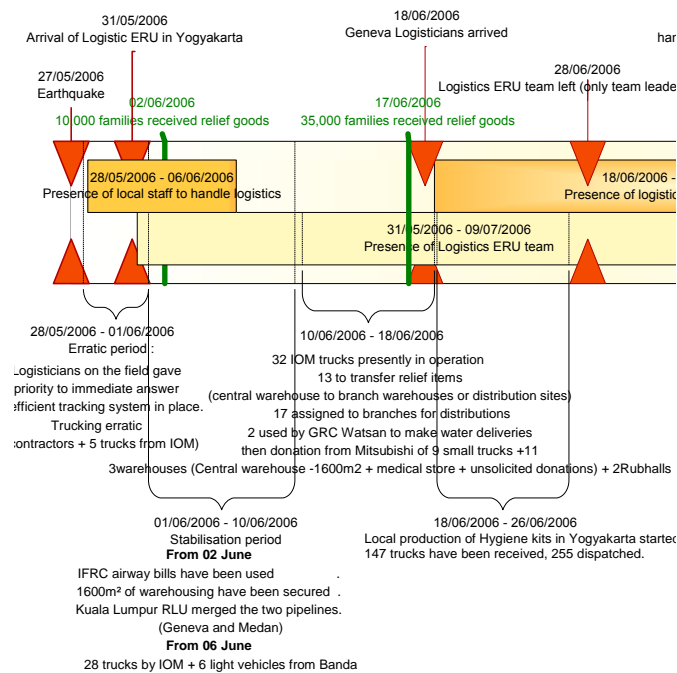 31/05/2006
Arrival of Logistic ERU in Yogyakarta
18/06/2006
Geneva Logisticians arrived
har
27/05/2006
Earthquake
28/06/2006
Logistics ERU team left (only team leade
02/06/2006
10,000 families received relief goods
17/06/2006
35,000 families received relief goods
28/05/2006 - 06/06/2006
Presence of local staff to handle logistics
18/06/2006 -
Presence of logistic
31/05/2006 - 09/07/2006
Presence of Logistics ERU team
28/05/2006 - 01/06/2006
Erratic period :
Logisticians on the field gave
priority to immediate answer
efficient tracking system in place.
Trucking erratic
contractors + 5 trucks from IOM)
10/06/2006 - 18/06/2006
32 IOM trucks presently in operation
13 to transfer relief items
(central warehouse to branch warehouses or distribution sites)
17 assigned to branches for distributions
2 used by GRC Watsan to make water deliveries
then donation from Mitsubishi of 9 small trucks +11
3warehouses (Central warehouse -1600m2 + medical store + unsolicited donations) + 2Rubhalls
01/06/2006 - 10/06/2006
Stabilisation period
From 02 June
IFRC airway bills have been used .
1600m² of warehousing have been secured .
Kuala Lumpur RLU merged the two pipelines.
(Geneva and Medan)
From 06 June
28 trucks by IOM + 6 light vehicles from Banda
18/06/2006 - 26/06/2006
Local production of Hygiene kits in Yogyakarta started
147 trucks have been received, 255 dispatched.